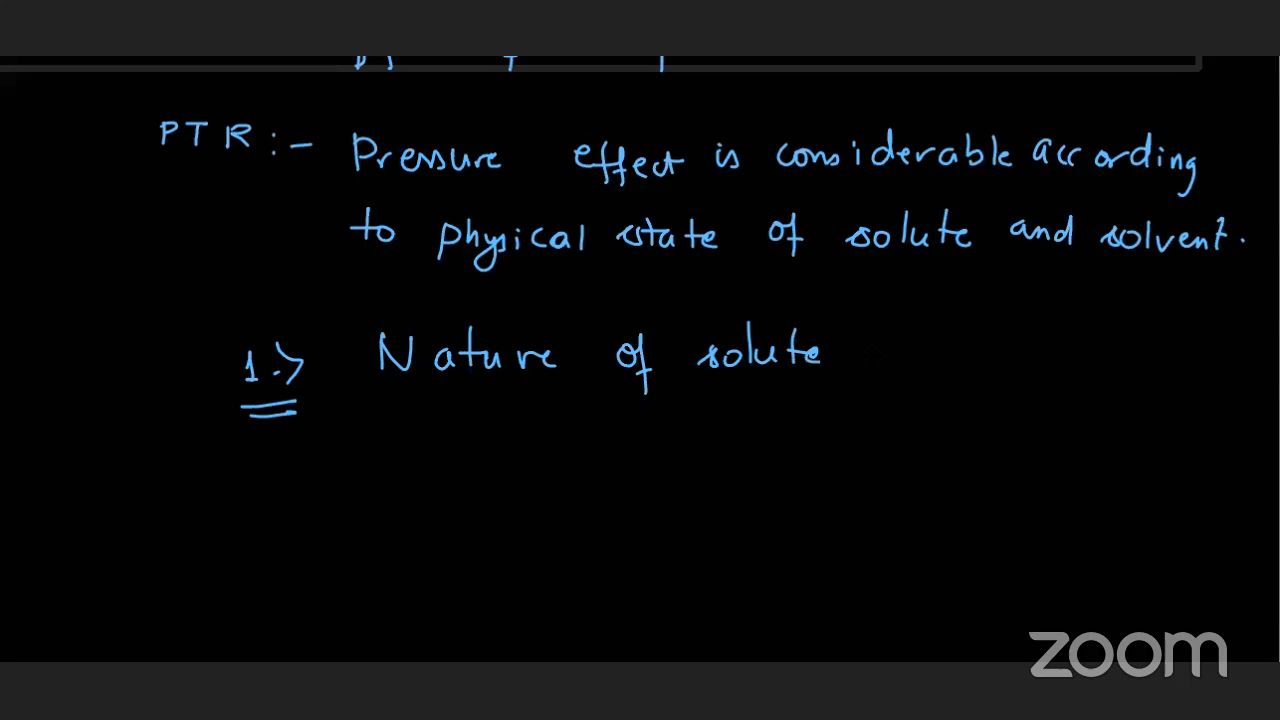 PTR :- Pressure effect is considerable according
to physical state of solute and solvent.
1.> Nature of solute
zoom